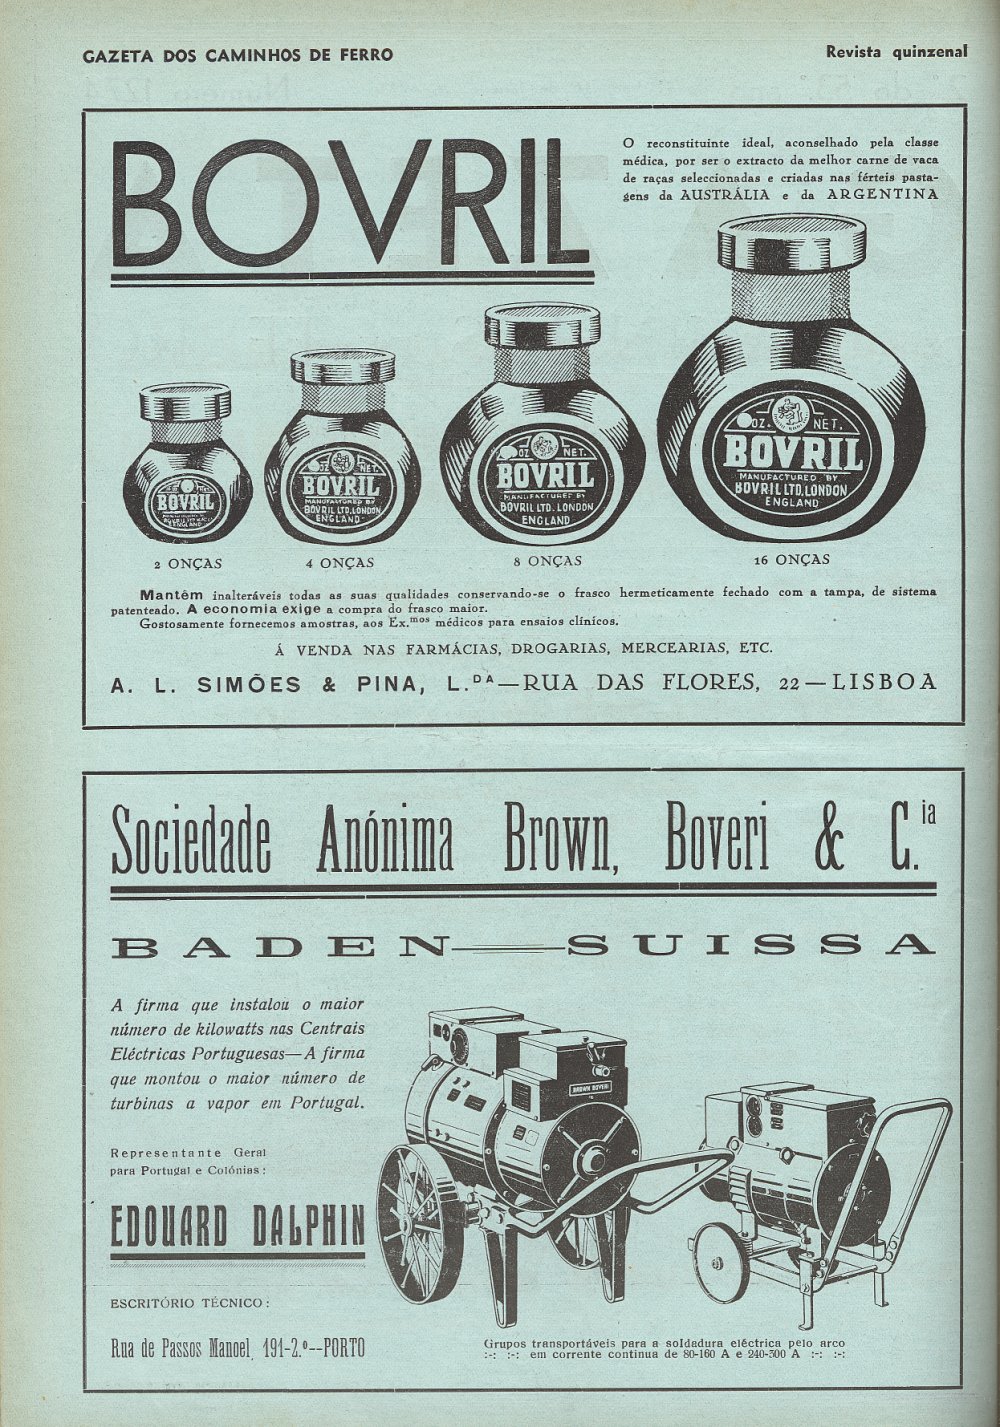 GAZETA DOS CAMINHOS DE FERRO
Revista quinzenal
BOVRIL
O reconstituinte ideal, aconselhado pela classe
médica, por ser o extracto da melhor carne de vaca
de raças seleccionadas e criadas nas férteis pasta-
gens da AUSTRÁLIA e da ARGENTINA
BOVRIL
OZ. NET.
BOVRIL
MANUFACTURED BY
BOVRIL LTD. LONDON
ENGLAND
OZ NET.
BOVRIL
MANUFACTURED BY
BOVRIL LTD. LONDON
ENGLAND
OZ. NET.
BOVRIL
MANUFACTURED BY
BOVRIL LTD, LONDON
ENGLAND
2 ONÇAS
4 ONÇAS
8 ONÇAS
16 ONÇAS
Mantêm inalteráveis todas as suas qualidades conservando-se o frasco hermeticamente fechado com a tampa, de sistema
patenteado. A economia exige a compra do frasco maior.
Gostosamente fornecemos amostras, aos Ex.mos médicos para ensaios clínicos.
Á VENDA NAS FARMÁCIAS, DROGARIAS, MERCEARIAS, ETC.
A. L. SIMÕES & PINA, L.DA—RUA DAS FLORES, 22—LISBOA
Sociedade Anónima Brown, Boveri & C.ia
BADEN—SUISSA
A firma que instalou o maior
número de kilowatts nas Centrais
Eléctricas Portuguesas—A firma
que montou o maior número de
turbinas a vapor em Portugal.
Representante Geral
para Portugal e Colónias:
EDOUARD DALPHIN
ESCRITÓRIO TÉCNICO:
Rua de Passos Manoel, 191-2.º--PORTO
BROWN BOVERI
Grupos transportáveis para a soldadura eléctrica pelo arco
:-: :-: em corrente contínua de 80-160 A e 240-300 A :-: :-: